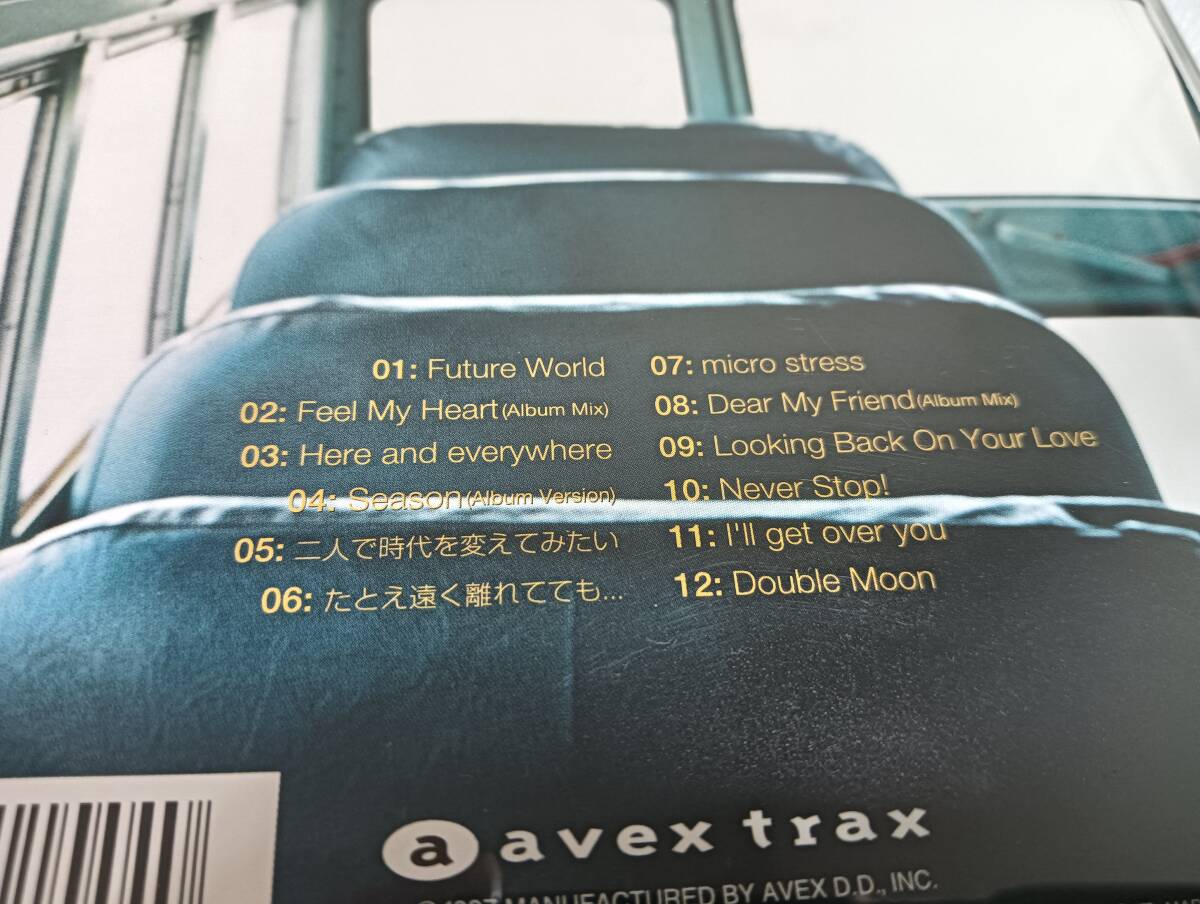 01: Future World
02: Feel My Heart(Album Mix)
03: Here and everywhere
04: Season(Album Version)
05: 二人で時代を変えてみたい
06: たとえ遠く離れてても...
07: micro stress
08: Dear My Friend(Album Mix)
09: Looking Back On Your Love
10: Never Stop!
11: I'll get over you
12: Double Moon
a avex trax
1997 MANUFACTURED BY AVEX D.D., INC.